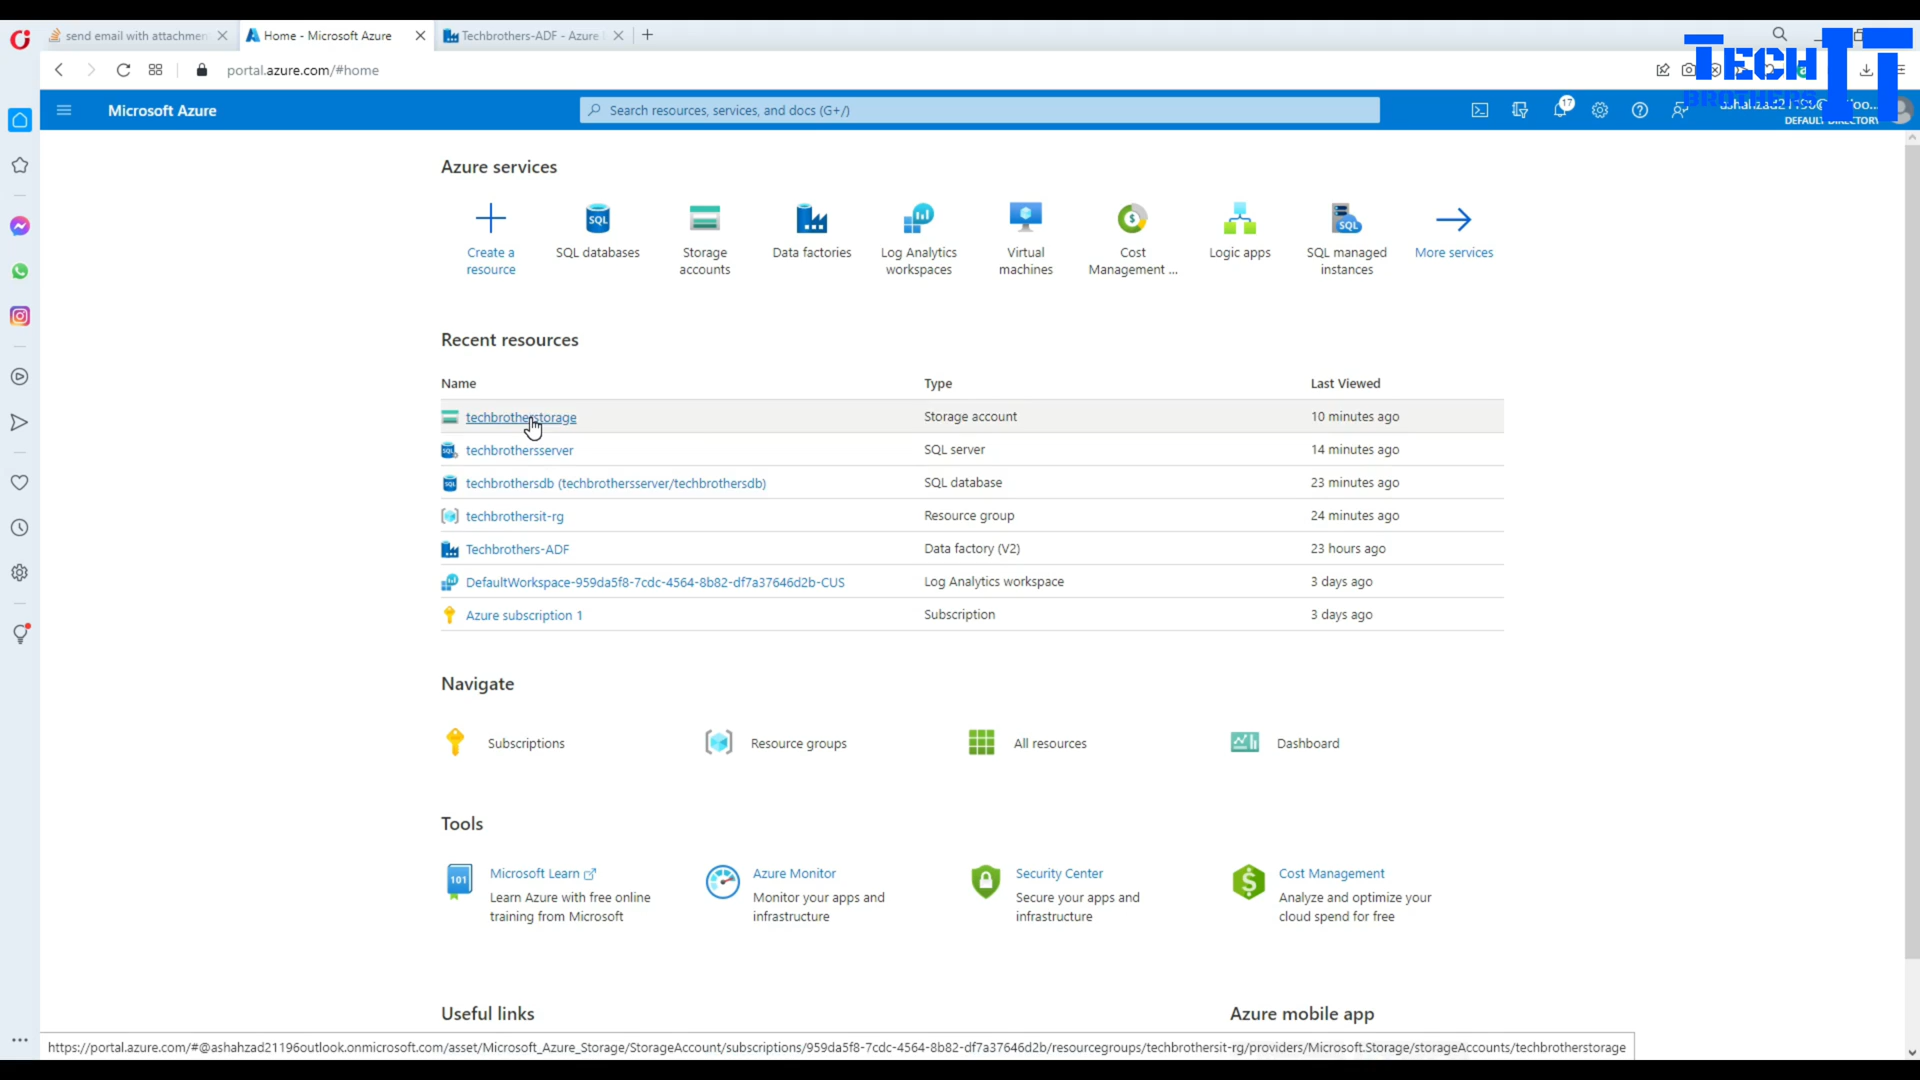 send email with attachmen
Home - Microsoft Azure
Techbrothers-ADF - Azure
portal.azure.com/#home
TECH IT
BROTHERS
Microsoft Azure
Search resources, services, and docs (G+/)
17
DEFAULT DIRECTORY
Azure services
Create a
resource
SQL databases
Storage
accounts
Data factories
Log Analytics
workspaces
Virtual
machines
Cost
Management ...
Logic apps
SQL managed
instances
More services
Recent resources
Name Type Last Viewed
techbrotherstorage Storage account 10 minutes ago
techbrothersserver SQL server 14 minutes ago
techbrothersdb (techbrothersserver/techbrothersdb) SQL database 23 minutes ago
techbrothersit-rg Resource group 24 minutes ago
Techbrothers-ADF Data factory (V2) 23 hours ago
DefaultWorkspace-959da5f8-7cdc-4564-8b82-df7a37646d2b-CUS Log Analytics workspace 3 days ago
Azure subscription 1 Subscription 3 days ago
Navigate
Subscriptions Resource groups All resources Dashboard
Tools
Microsoft Learn
Learn Azure with free online
training from Microsoft
Azure Monitor
Monitor your apps and
infrastructure
Security Center
Secure your apps and
infrastructure
Cost Management
Analyze and optimize your
cloud spend for free
Useful links Azure mobile app
https://portal.azure.com/#@ashahzad21196outlook.onmicrosoft.com/asset/Microsoft_Azure_Storage/StorageAccount/subscriptions/959da5f8-7cdc-4564-8b82-df7a37646d2b/resourcegroups/techbrothersit-rg/providers/Microsoft.Storage/storageAccounts/techbrotherstorage